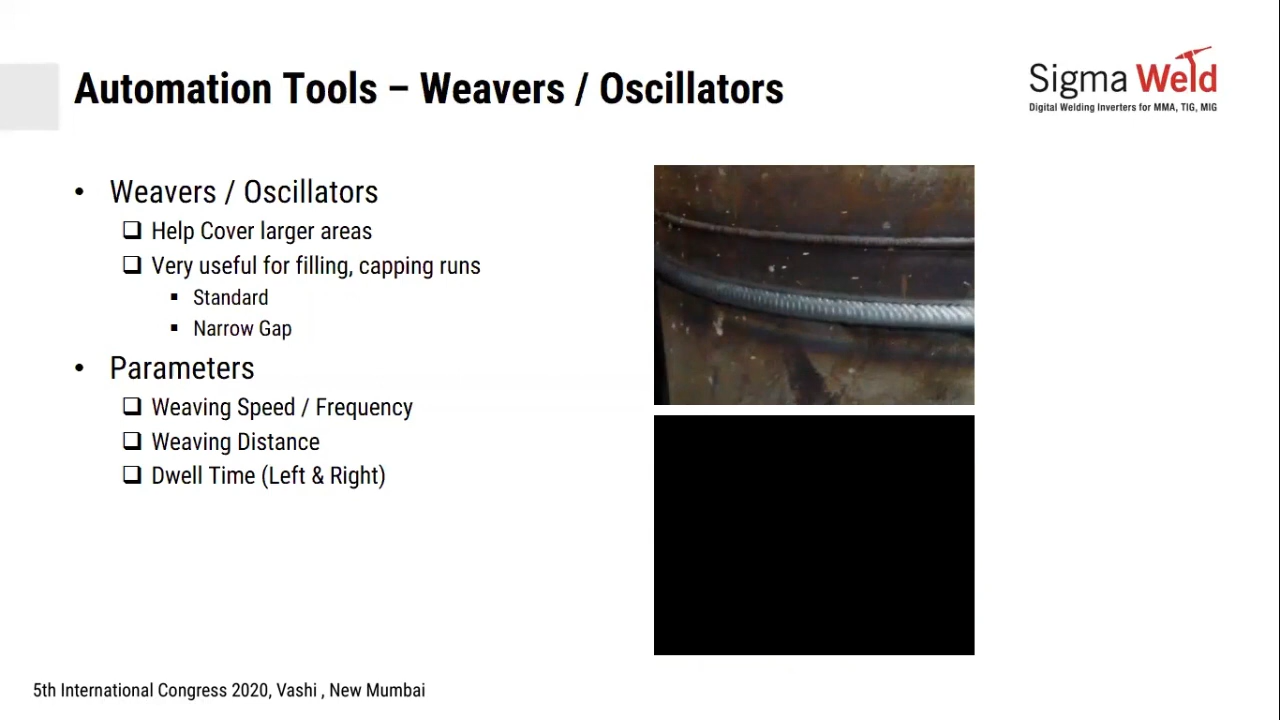 Automation Tools – Weavers / Oscillators
Sigma Weld
Digital Welding Inverters for MMA, TIG, MIG
• Weavers / Oscillators
❑ Help Cover larger areas
❑ Very useful for filling, capping runs
▪ Standard
▪ Narrow Gap
• Parameters
❑ Weaving Speed / Frequency
❑ Weaving Distance
❑ Dwell Time (Left & Right)
5th International Congress 2020, Vashi , New Mumbai